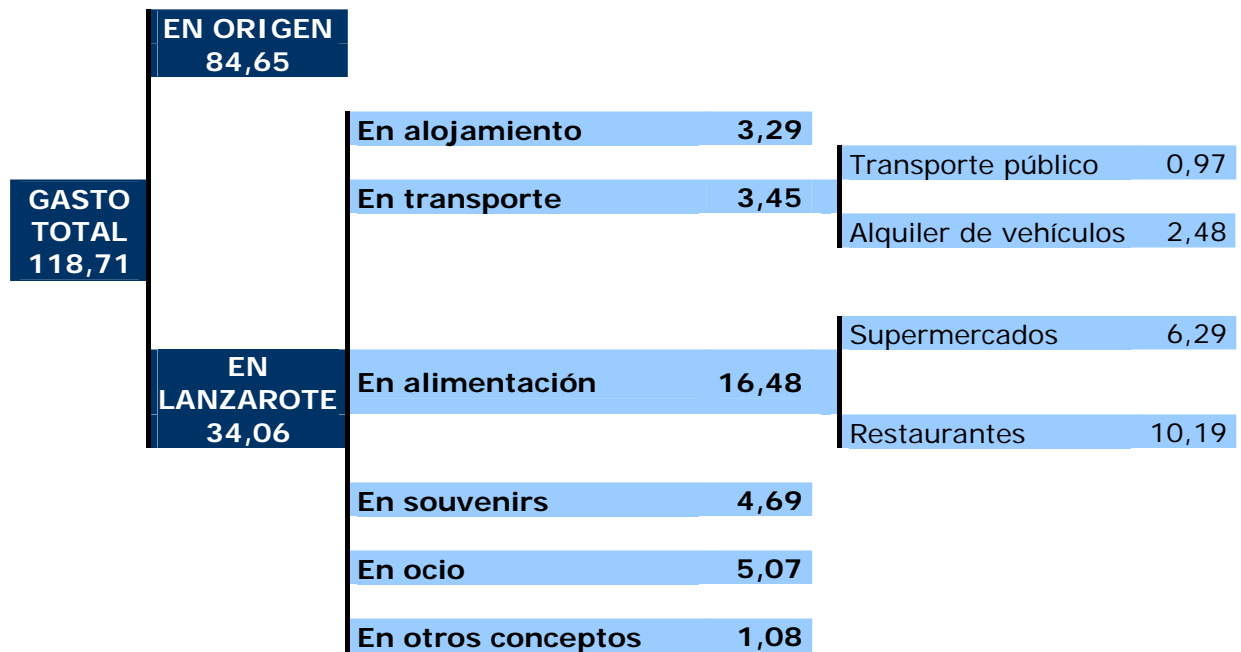 EN ORIGEN
84,65
En alojamiento 3,29
Transporte público 0,97
GASTO
TOTAL
118,71
En transporte 3,45
Alquiler de vehículos 2,48
Supermercados 6,29
EN
LANZAROTE
34,06
En alimentación 16,48
Restaurantes 10,19
En souvenirs 4,69
En ocio 5,07
En otros conceptos 1,08